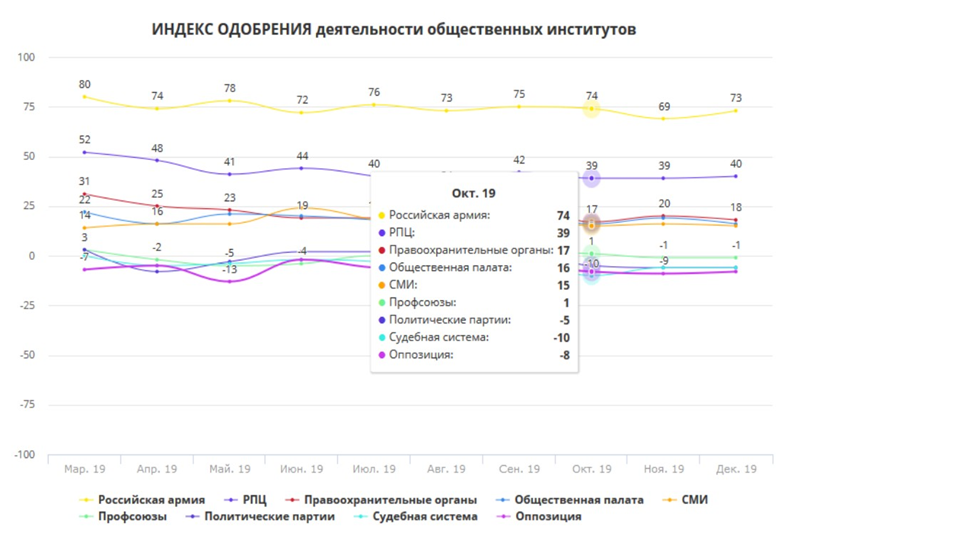 ИНДЕКС ОДОБРЕНИЯ деятельности общественных институтов
100
75
50
25
0
-25
-50
-75
-100
80 74 78 72 76 73 75 74 69 73
52 48 41 44 40 42 39 39 40
31 25 23 24 17 20 18
22 16
14
3 -2 -5 -4 1 -1 -1
-7 -13 -10 -9
Окт. 19
Российская армия: 74
РПЦ: 39
Правоохранительные органы: 17
Общественная палата: 16
СМИ: 15
Профсоюзы: 1
Политические партии: -5
Судебная система: -10
Оппозиция: -8
Мар. 19 Апр. 19 Май. 19 Июн. 19 Июл. 19 Авг. 19 Сен. 19 Окт. 19 Ноя. 19 Дек. 19
Российская армия РПЦ Правоохранительные органы Общественная палата СМИ
Профсоюзы Политические партии Судебная система Оппозиция